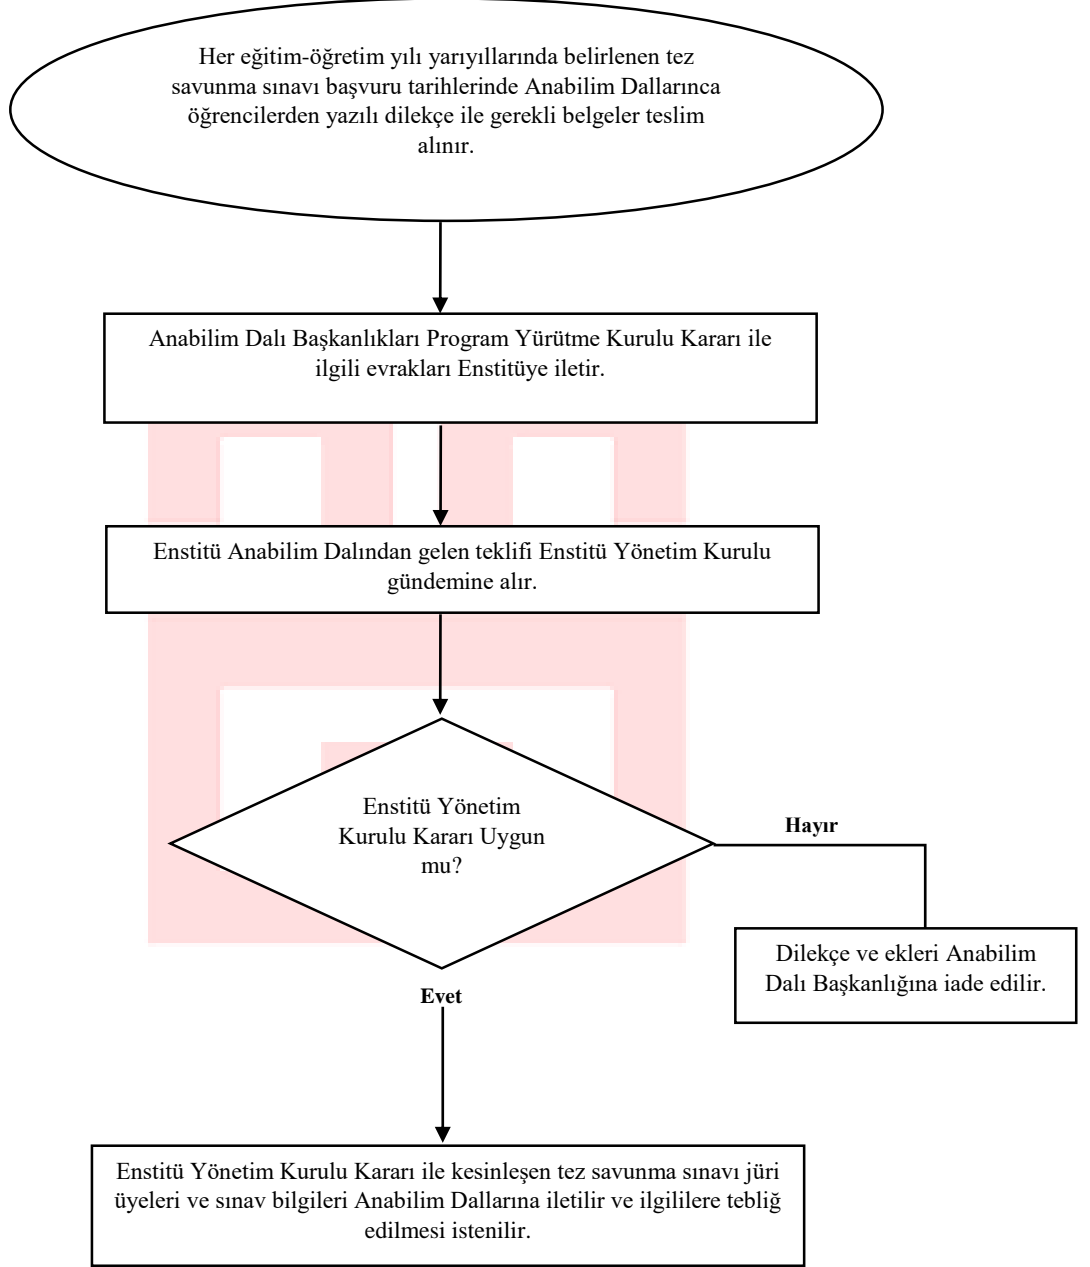 Her eğitim-öğretim yılı yarıyıllarında belirlenen tez
savunma sınavı başvuru tarihlerinde Anabilim Dallarınca
öğrencilerden yazılı dilekçe ile gerekli belgeler teslim
alınır.
Anabilim Dalı Başkanlıkları Program Yürütme Kurulu Kararı ile
ilgili evrakları Enstitüye iletir.
Enstitü Anabilim Dalından gelen teklifi Enstitü Yönetim Kurulu
gündemine alır.
Enstitü Yönetim
Kurulu Kararı Uygun
mu?
Hayır
Dilekçe ve ekleri Anabilim
Dalı Başkanlığına iade edilir.
Evet
Enstitü Yönetim Kurulu Kararı ile kesinleşen tez savunma sınavı jüri
üyeleri ve sınav bilgileri Anabilim Dallarına iletilir ve ilgililere tebliğ
edilmesi istenilir.